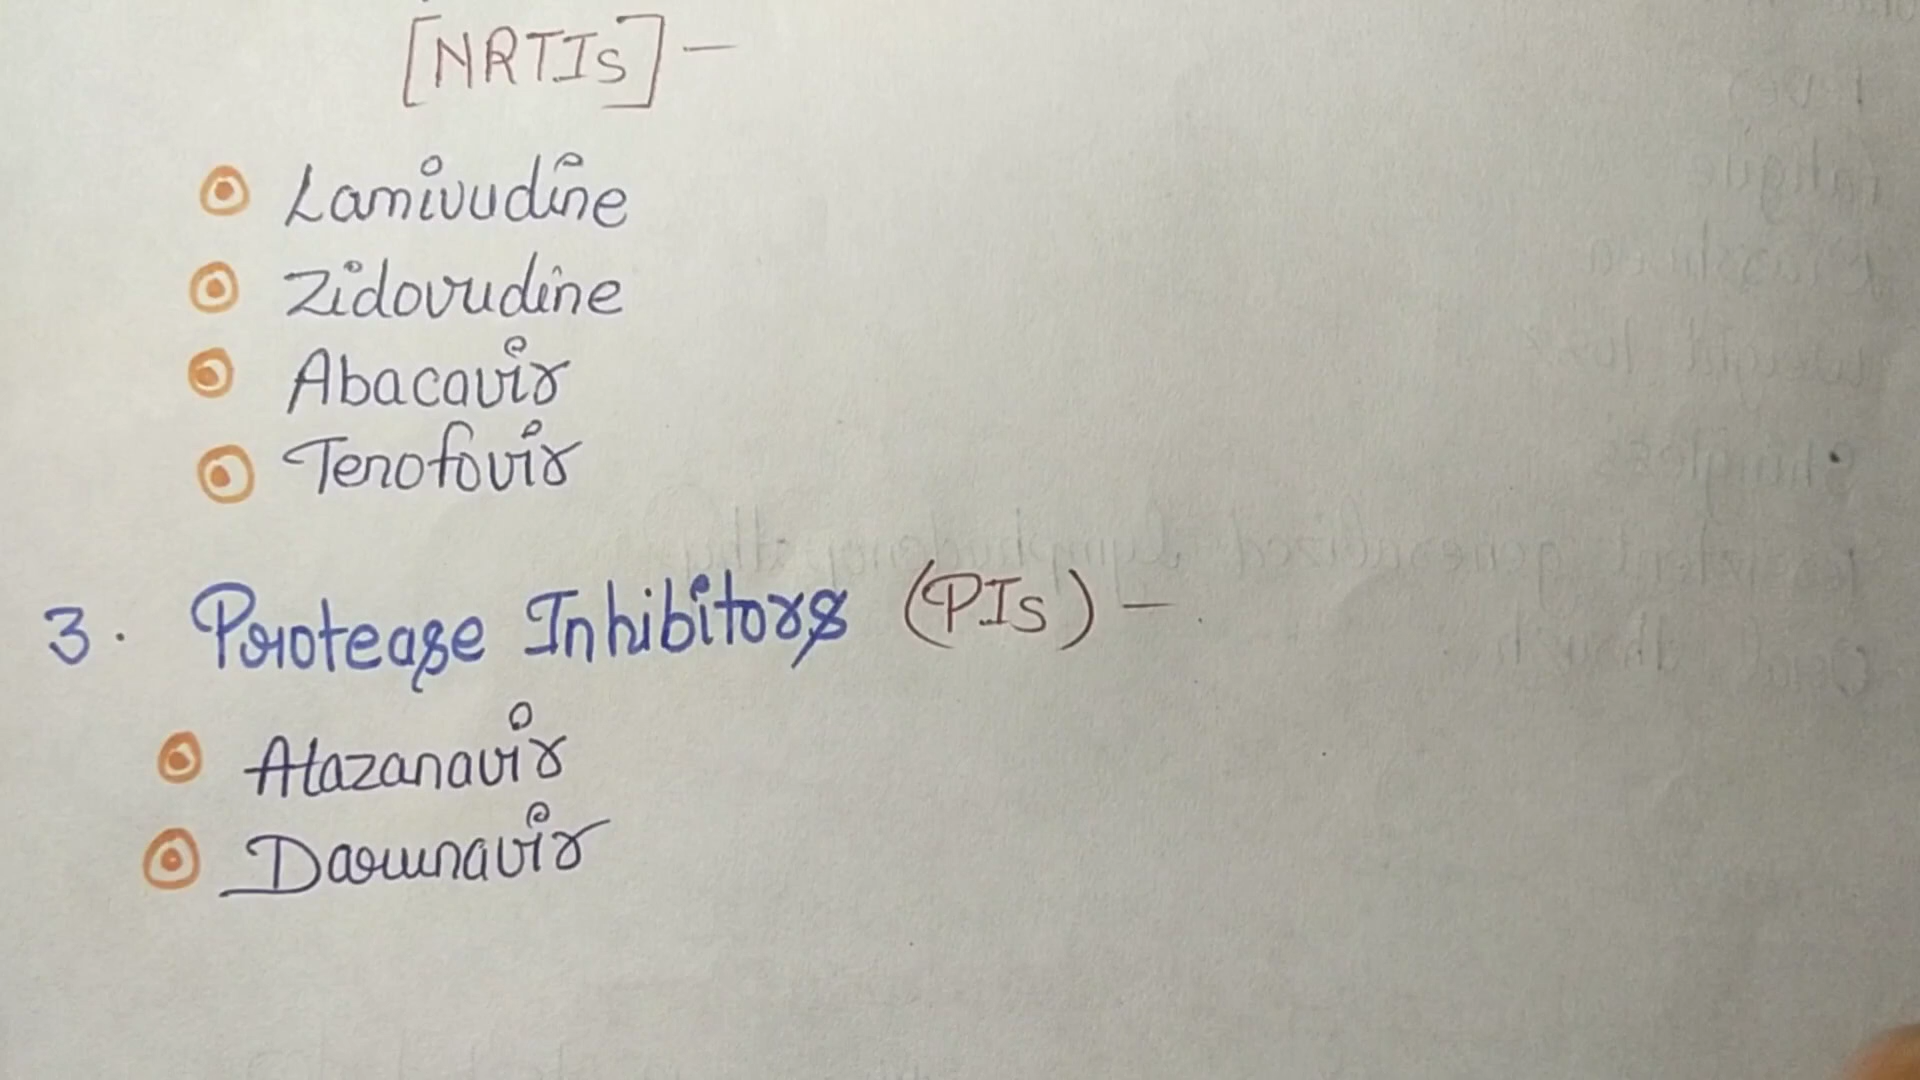 [NRTIs] –
Lamivudine
Zidovudine
Abacavir
Tenofovir
3. Protease Inhibitors (PIs) –
Atazanavir
Darunavir